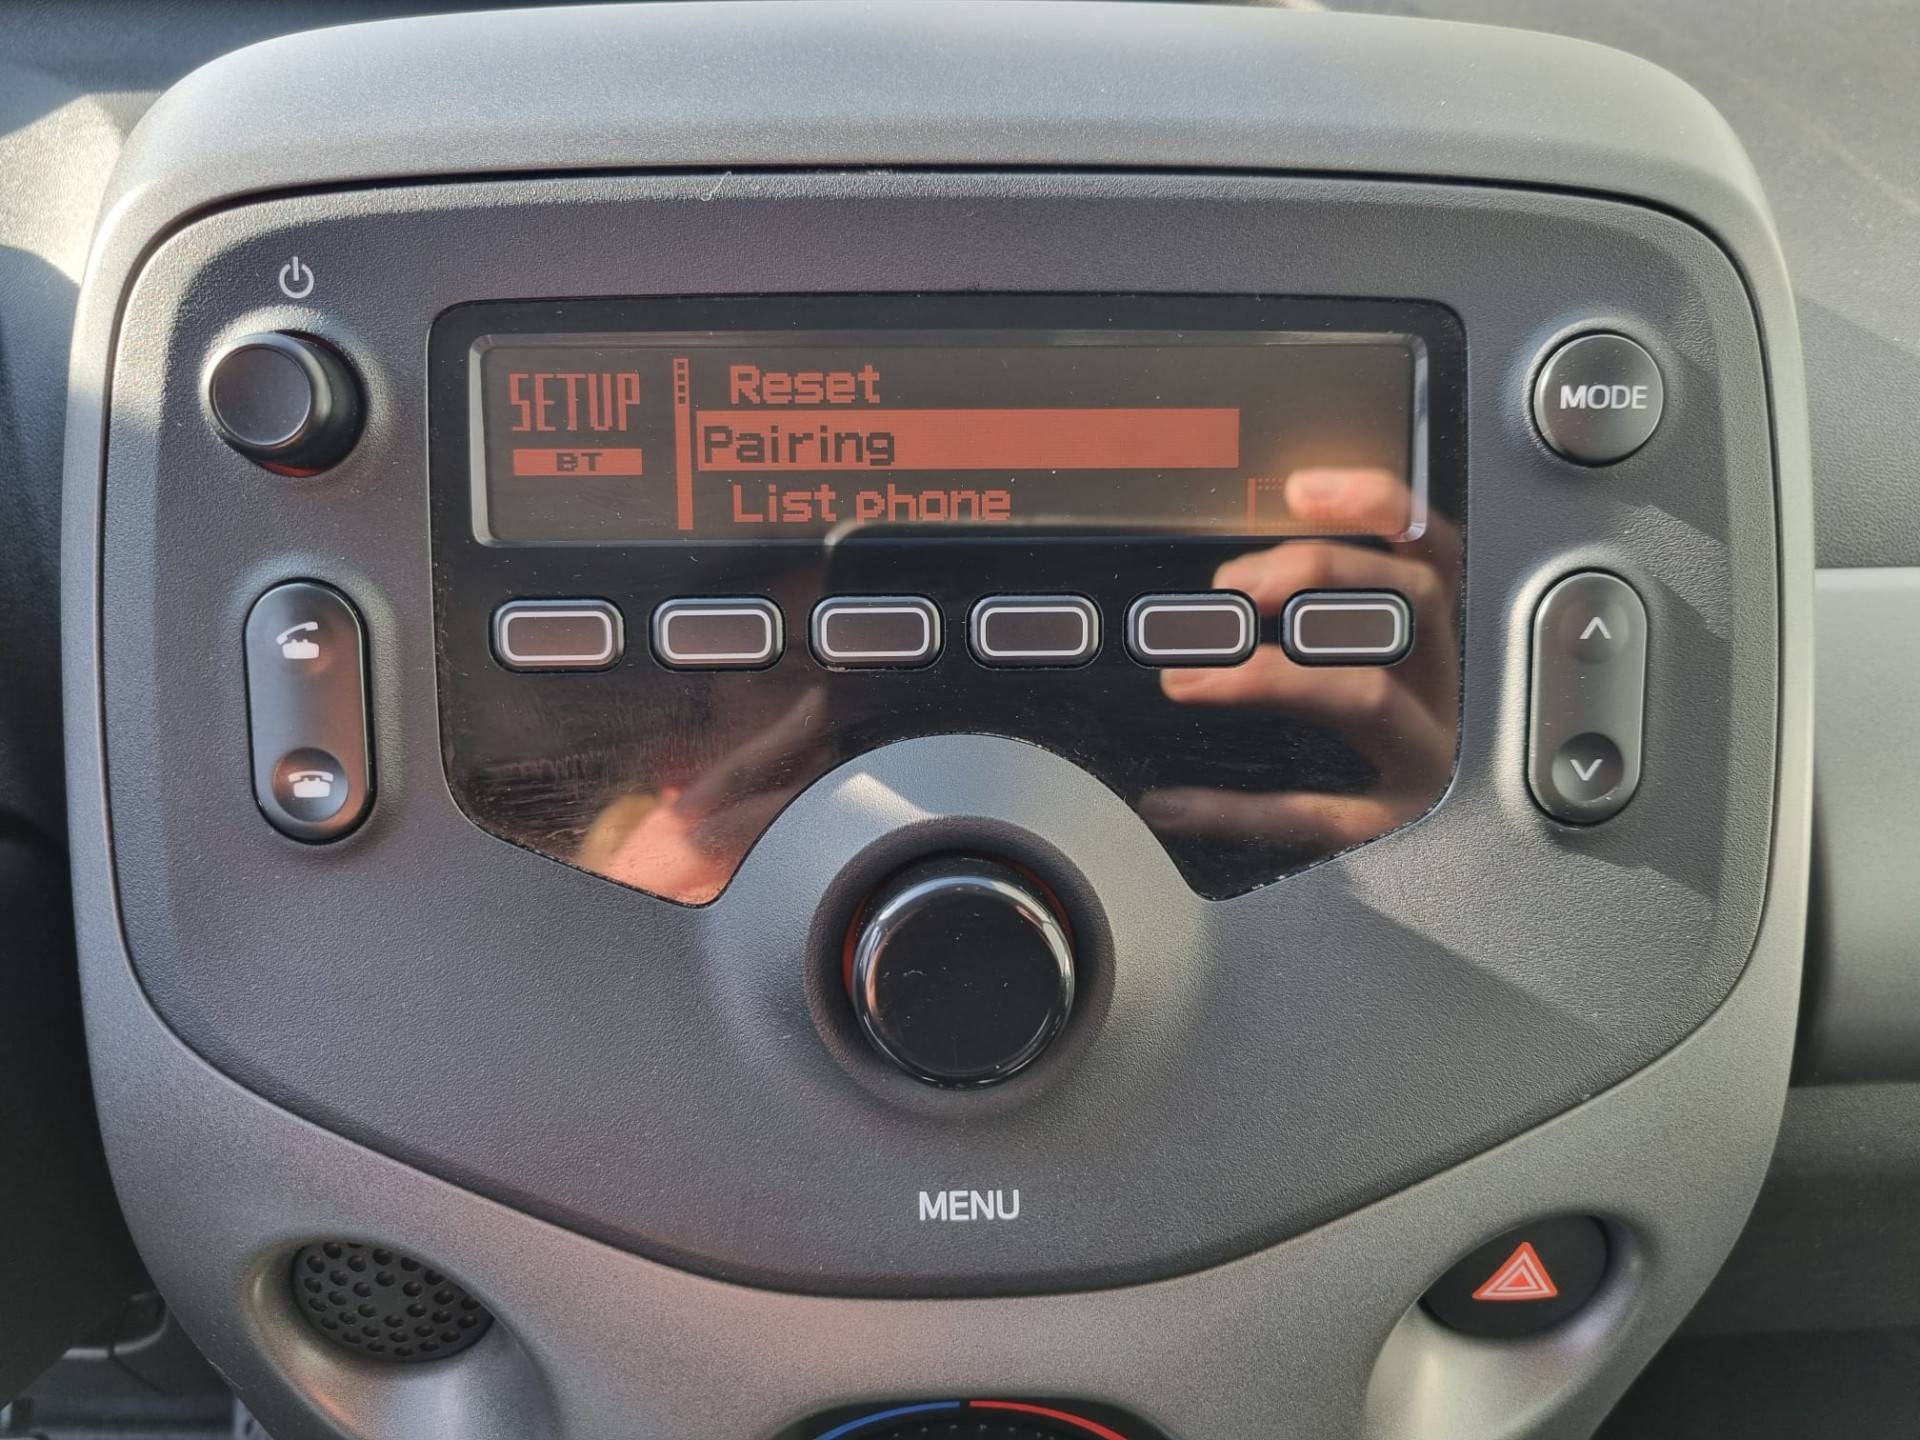 SETUP
BT
Reset
Pairing
List phone
MODE
MENU